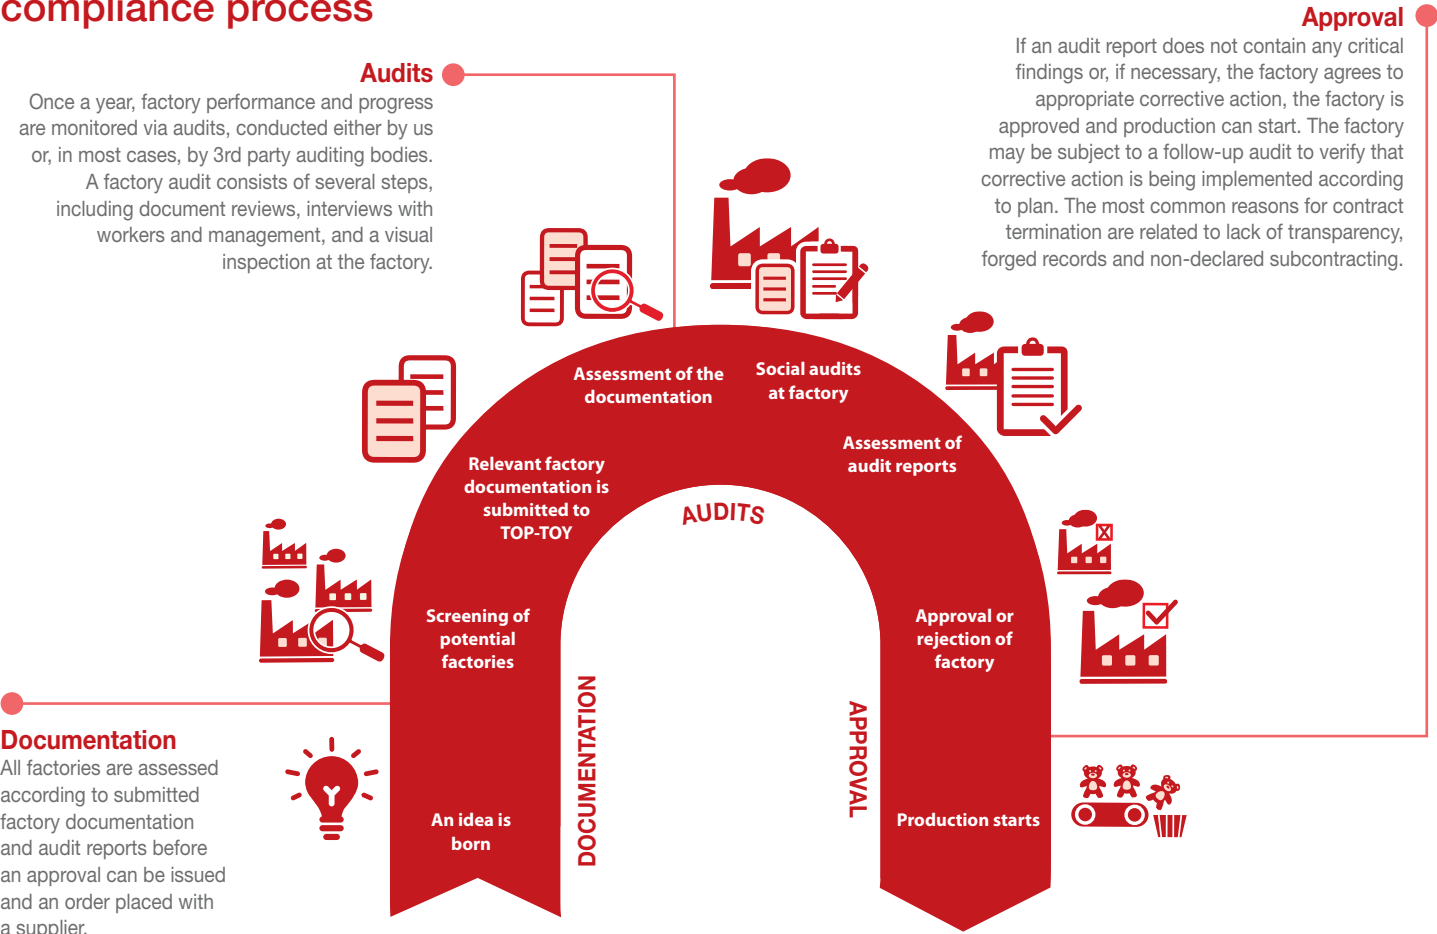 compliance process
Audits
Once a year, factory performance and progress
are monitored via audits, conducted either by us
or, in most cases, by 3rd party auditing bodies.
A factory audit consists of several steps,
including document reviews, interviews with
workers and management, and a visual
inspection at the factory.
Approval
If an audit report does not contain any critical
findings or, if necessary, the factory agrees to
appropriate corrective action, the factory is
approved and production can start. The factory
may be subject to a follow-up audit to verify that
corrective action is being implemented according
to plan. The most common reasons for contract
termination are related to lack of transparency,
forged records and non-declared subcontracting.
Documentation
All factories are assessed
according to submitted
factory documentation
and audit reports before
an approval can be issued
and an order placed with
a supplier.
An idea is
born
Screening of
potential
factories
Relevant factory
documentation is
submitted to
TOP-TOY
Assessment of the
documentation
Social audits
at factory
Assessment of
audit reports
Approval or
rejection of
factory
Production starts
DOCUMENTATION
AUDITS
APPROVAL